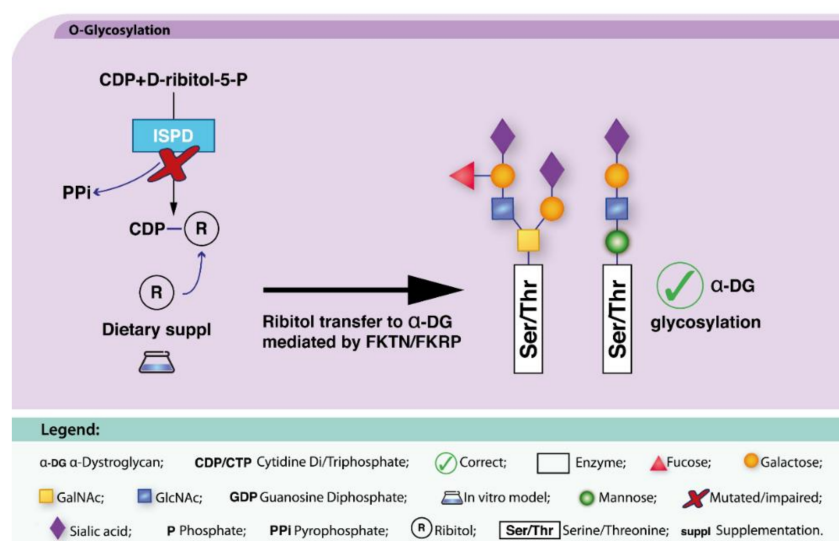 O-Glycosylation
CDP+D-ribitol-5-P
ISPD
PPi
CDP
R
R
Dietary suppl
Ribitol transfer to α-DG
mediated by FKTN/FKRP
Ser/Thr
Ser/Thr
α-DG
glycosylation
Legend:
α-DG α-Dystroglycan; CDP/CTP Cytidine Di/Triphosphate; Correct; Enzyme; Fucose; Galactose;
GalNAc; GlcNAc; GDP Guanosine Diphosphate; In vitro model; Mannose; Mutated/impaired;
Sialic acid; P Phosphate; PPi Pyrophosphate; R Ribitol; Ser/Thr Serine/Threonine; suppl Supplementation.